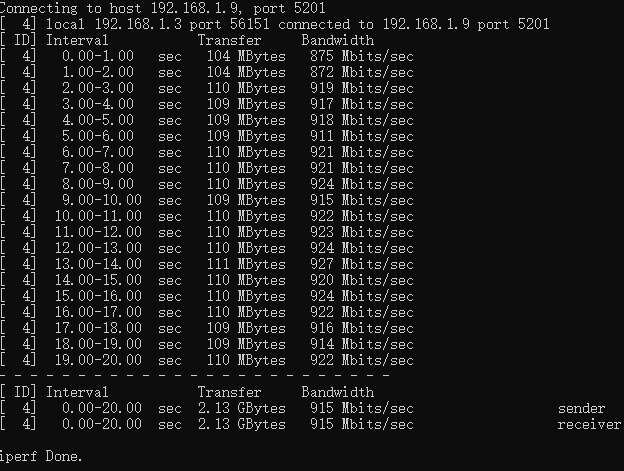 Connecting to host 192.168.1.9, port 5201
[  4] local 192.168.1.3 port 56151 connected to 192.168.1.9 port 5201
[ ID] Interval           Transfer     Bandwidth
[  4]   0.00-1.00   sec   104 MBytes   875 Mbits/sec
[  4]   1.00-2.00   sec   104 MBytes   872 Mbits/sec
[  4]   2.00-3.00   sec   110 MBytes   919 Mbits/sec
[  4]   3.00-4.00   sec   109 MBytes   917 Mbits/sec
[  4]   4.00-5.00   sec   109 MBytes   918 Mbits/sec
[  4]   5.00-6.00   sec   109 MBytes   911 Mbits/sec
[  4]   6.00-7.00   sec   110 MBytes   921 Mbits/sec
[  4]   7.00-8.00   sec   110 MBytes   921 Mbits/sec
[  4]   8.00-9.00   sec   110 MBytes   924 Mbits/sec
[  4]   9.00-10.00  sec   109 MBytes   915 Mbits/sec
[  4]  10.00-11.00  sec   110 MBytes   922 Mbits/sec
[  4]  11.00-12.00  sec   110 MBytes   923 Mbits/sec
[  4]  12.00-13.00  sec   110 MBytes   924 Mbits/sec
[  4]  13.00-14.00  sec   111 MBytes   927 Mbits/sec
[  4]  14.00-15.00  sec   110 MBytes   920 Mbits/sec
[  4]  15.00-16.00  sec   110 MBytes   924 Mbits/sec
[  4]  16.00-17.00  sec   110 MBytes   922 Mbits/sec
[  4]  17.00-18.00  sec   109 MBytes   916 Mbits/sec
[  4]  18.00-19.00  sec   109 MBytes   914 Mbits/sec
[  4]  19.00-20.00  sec   110 MBytes   922 Mbits/sec
- - - - - - - - - - - - - - - - - - - - - - - - -
[ ID] Interval           Transfer     Bandwidth
[  4]   0.00-20.00  sec  2.13 GBytes   915 Mbits/sec                  sender
[  4]   0.00-20.00  sec  2.13 GBytes   915 Mbits/sec                  receiver
iperf Done.